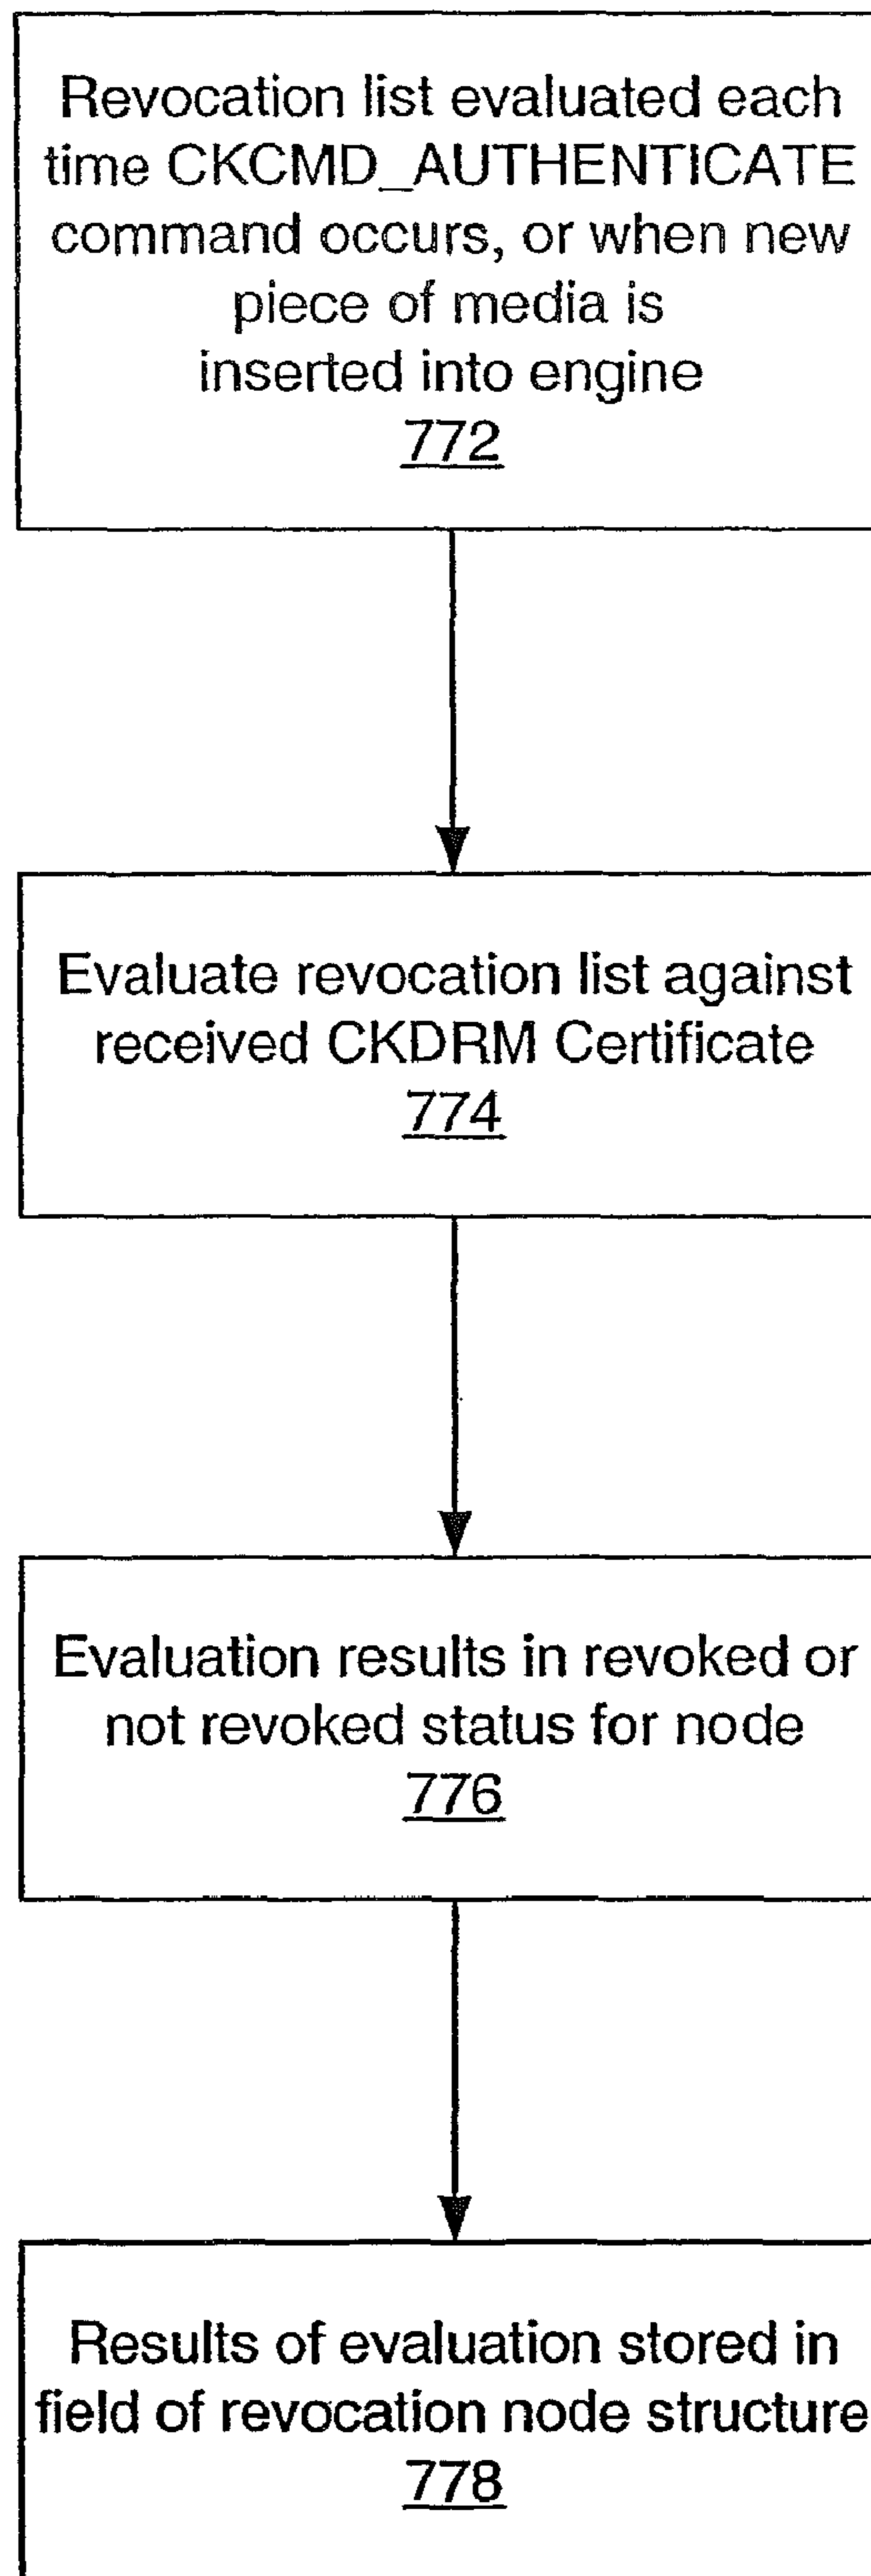 Revocation list evaluated each
time CKCMD_AUTHENTICATE
command occurs, or when new
piece of media is
inserted into engine
772
Evaluate revocation list against
received CKDRM Certificate
774
Evaluation results in revoked or
not revoked status for node
776
Results of evaluation stored in
field of revocation node structure
778